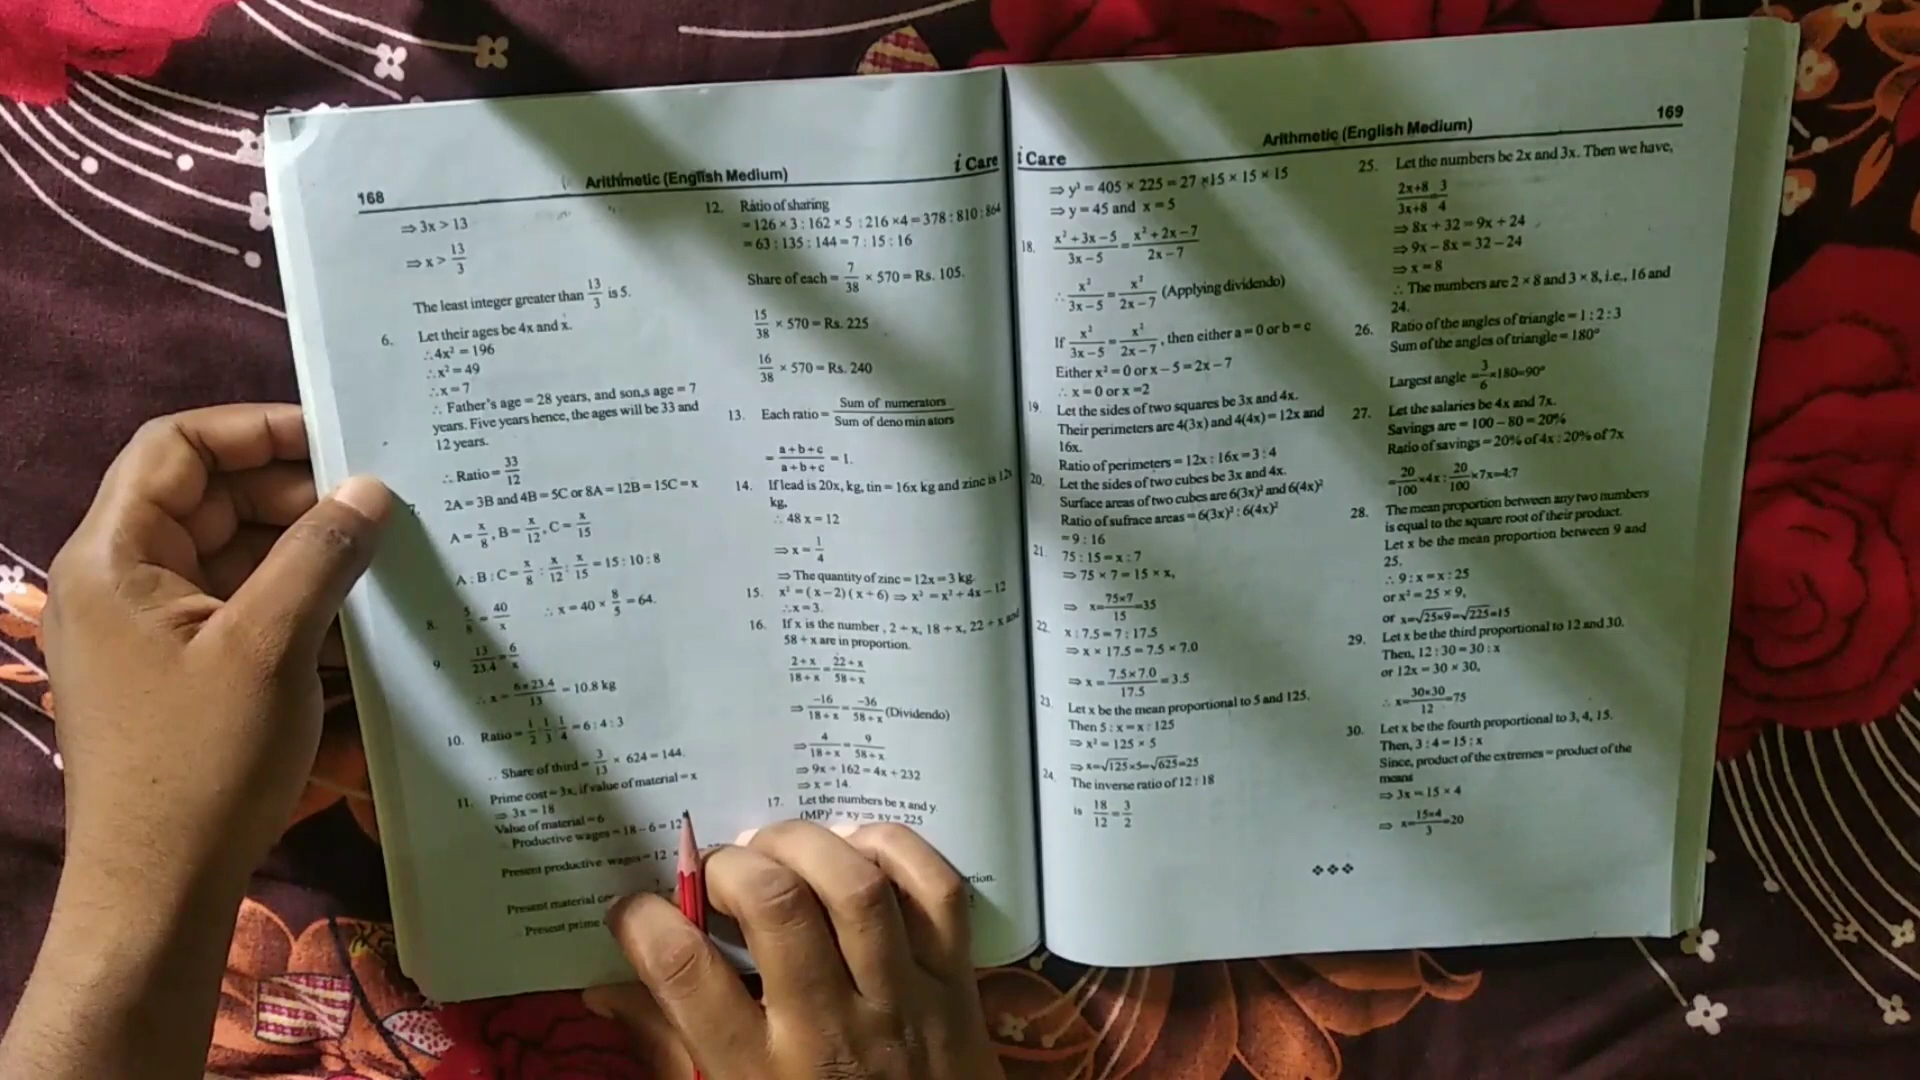 168
Arithmetic (English Medium)
i Care
⇒ 3x > 13
⇒ x > 13/3
The least integer greater than 13/3 is 5.
6. Let their ages be 4x and x.
∴ 4x² = 196
∴ x² = 49
∴ x = 7
∴ Father's age = 28 years, and son,s age = 7
years. Five years hence, the ages will be 33 and
12 years.
∴ Ratio = 33/12
7. 2A = 3B and 4B = 5C or 8A = 12B = 15C = x
A = x/8, B = x/12, C = x/15
A : B : C = x/8 : x/12 : x/15 = 15 : 10 : 8
8. 5/8 = 40/x ∴ x = 40 × 8/5 = 64.
9. 13/23.4 = 6/x
∴ x = 6×23.4/13 = 10.8 kg
10. Ratio = 1/2 : 1/3 : 1/4 = 6 : 4 : 3
∴ Share of third = 3/13 × 624 = 144.
11. Prime cost = 3x, if value of material = x
⇒ 3x = 18
Value of material = 6
Productive wages = 18 – 6 = 12
Present productive wages = 12
Present material
Present prime
12. Ratio of sharing
= 126 × 3 : 162 × 5 : 216 × 4 = 378 : 810 : 864
= 63 : 135 : 144 = 7 : 15 : 16
Share of each = 7/38 × 570 = Rs. 105.
15/38 × 570 = Rs. 225
16/38 × 570 = Rs. 240
13. Each ratio = Sum of numerators/Sum of denominators
= a+b+c/a+b+c = 1.
14. If lead is 20x, kg, tin = 16x kg and zinc is 12x
kg,
∴ 48 x = 12
⇒ x = 1/4
⇒ The quantity of zinc = 12x = 3 kg.
15. x² = (x – 2) (x + 6) ⇒ x² = x² + 4x – 12
∴ x = 3.
16. If x is the number, 2 + x, 18 + x, 22 + x and
58 + x are in proportion.
2 + x/18 + x = 22 + x/58 + x
⇒ –16/18 + x = –36/58 + x (Dividendo)
⇒ 4/18 + x = 9/58 + x
⇒ 9x + 162 = 4x + 232
⇒ x = 14.
17. Let the numbers be x and y.
(MP)² = xy ⇒ xy = 225
i Care
Arithmetic (English Medium)
169
⇒ y³ = 405 × 225 = 27 × 15 × 15 × 15
⇒ y = 45 and x = 5
18. x² + 3x – 5/3x – 5 = x² + 2x – 7/2x – 7
∴ x²/3x – 5 = x²/2x – 7 (Applying dividendo)
If x²/3x – 5 = x²/2x – 7, then either a = 0 or b = c
Either x² = 0 or x – 5 = 2x – 7
∴ x = 0 or x = 2
19. Let the sides of two squares be 3x and 4x.
Their perimeters are 4(3x) and 4(4x) = 12x and
16x.
Ratio of perimeters = 12x : 16x = 3 : 4
20. Let the sides of two cubes be 3x and 4x.
Surface areas of two cubes are 6(3x)² and 6(4x)²
Ratio of sufrace areas = 6(3x)² : 6(4x)²
= 9 : 16
21. 75 : 15 = x : 7
⇒ 75 × 7 = 15 × x,
⇒ x = 75×7/15 = 35
22. x : 7.5 = 7 : 17.5
⇒ x × 17.5 = 7.5 × 7.0
⇒ x = 7.5 × 7.0/17.5 = 3.5
23. Let x be the mean proportional to 5 and 125.
Then 5 : x = x : 125
⇒ x² = 125 × 5
⇒ x = √125×5 = √625 = 25
24. The inverse ratio of 12 : 18
is 18/12 = 3/2
25. Let the numbers be 2x and 3x. Then we have,
2x+8/3x+8 = 3/4
⇒ 8x + 32 = 9x + 24
⇒ 9x – 8x = 32 – 24
⇒ x = 8
∴ The numbers are 2 × 8 and 3 × 8, i.e., 16 and
24.
26. Ratio of the angles of triangle = 1 : 2 : 3
Sum of the angles of triangle = 180°
Largest angle = 3/6 × 180 = 90°
27. Let the salaries be 4x and 7x.
Savings are = 100 – 80 = 20%
Ratio of savings = 20% of 4x : 20% of 7x
= 20/100 × 4x : 20/100 × 7x = 4:7
28. The mean proportion between any two numbers
is equal to the square root of their product.
Let x be the mean proportion between 9 and
25.
∴ 9 : x = x : 25
or x² = 25 × 9,
or x = √25×9 = √225 = 15
29. Let x be the third proportional to 12 and 30.
Then, 12 : 30 = 30 : x
or 12x = 30 × 30,
∴ x = 30×30/12 = 75
30. Let x be the fourth proportional to 3, 4, 15.
Then, 3 : 4 = 15 : x
Since, product of the extremes = product of the
means
⇒ 3x = 15 × 4
⇒ x = 15×4/3 = 20